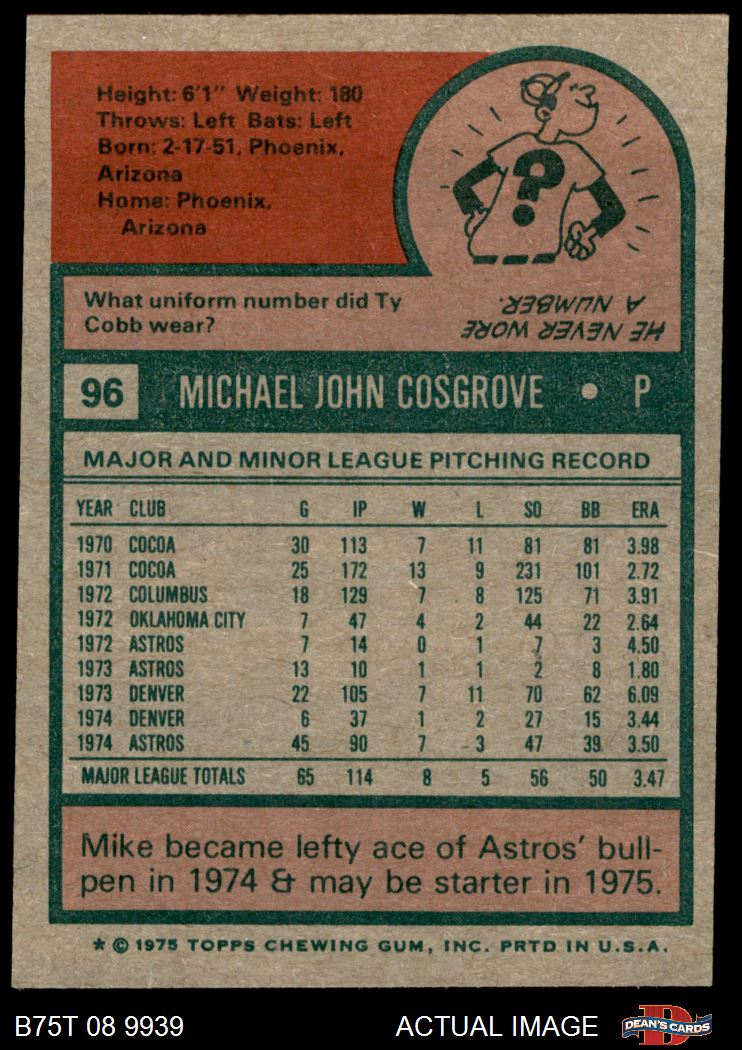 Height: 6'1" Weight: 180
Throws: Left Bats: Left
Born: 2-17-51, Phoenix,
Arizona
Home: Phoenix,
Arizona
?
What uniform number did Ty
Cobb wear?
HE NEVER WORE
A NUMBER.
96 MICHAEL JOHN COSGROVE • P
MAJOR AND MINOR LEAGUE PITCHING RECORD
YEAR CLUB G IP W L SO BB ERA
1970 COCOA 30 113 7 11 81 81 3.98
1971 COCOA 25 172 13 9 231 101 2.72
1972 COLUMBUS 18 129 7 8 125 71 3.91
1972 OKLAHOMA CITY 7 47 4 2 44 22 2.64
1972 ASTROS 7 14 0 1 7 3 4.50
1973 ASTROS 13 10 1 1 2 8 1.80
1973 DENVER 22 105 7 11 70 62 6.09
1974 DENVER 6 37 1 2 27 15 3.44
1974 ASTROS 45 90 7 3 47 39 3.50
MAJOR LEAGUE TOTALS 65 114 8 5 56 50 3.47
Mike became lefty ace of Astros' bull-
pen in 1974 & may be starter in 1975.
* © 1975 TOPPS CHEWING GUM, INC. PRTD IN U.S.A.
B75T 08 9939 ACTUAL IMAGE D DEAN'S CARDS